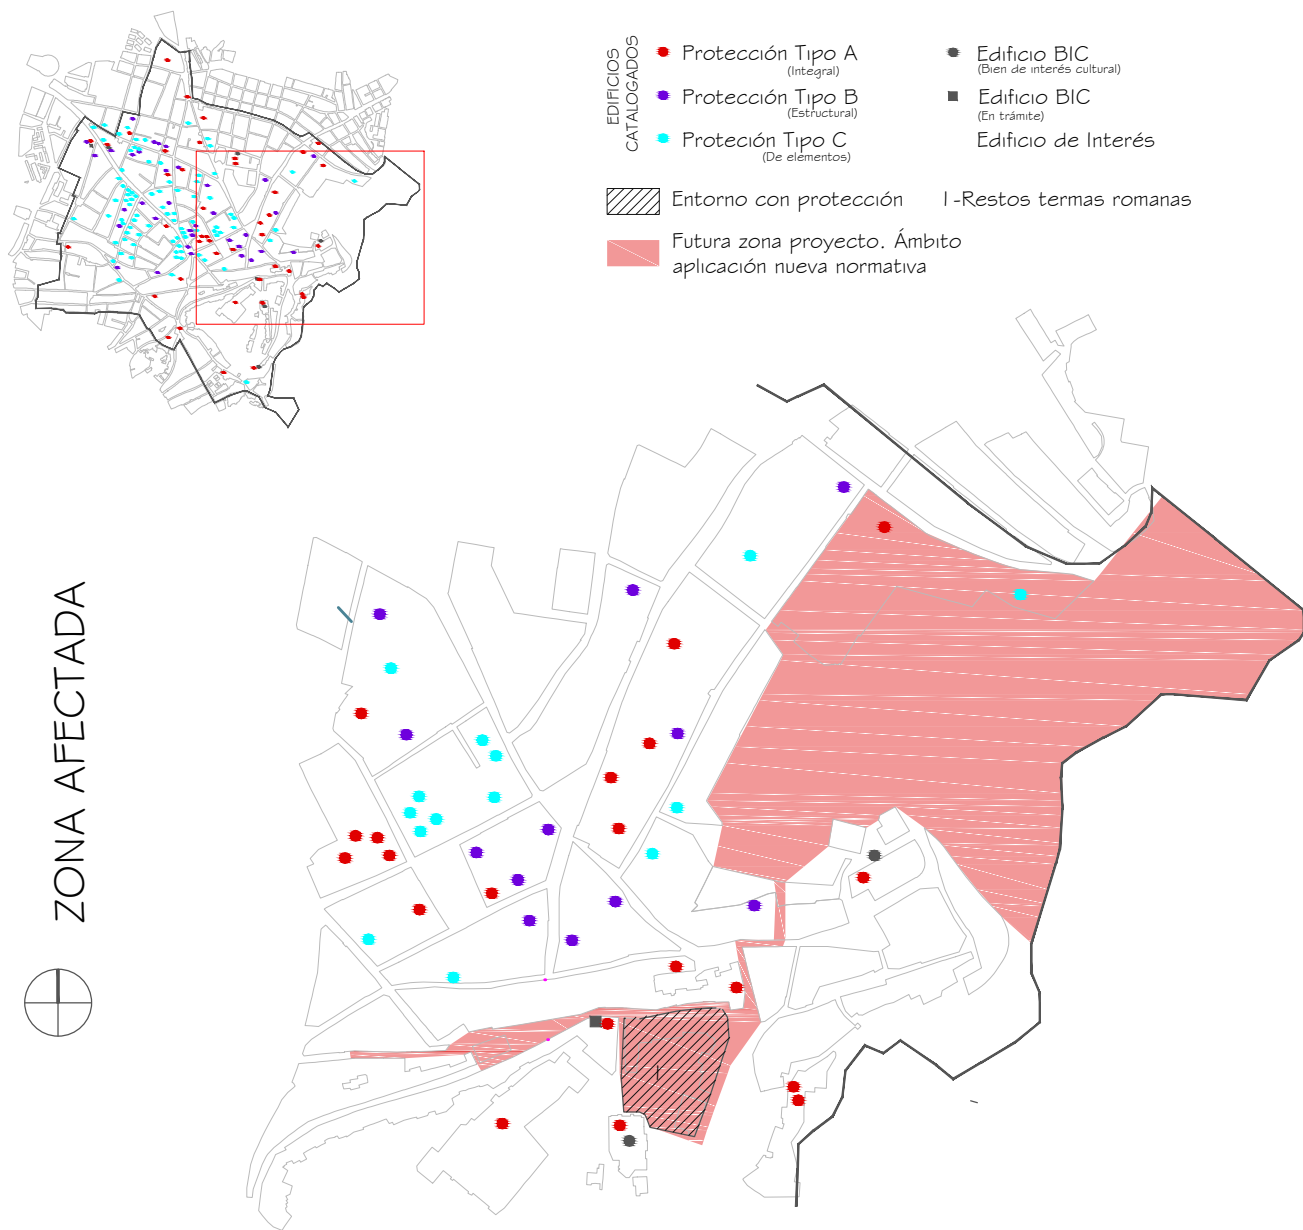 EDIFICIOS
CATALOGADOS
Protección Tipo A
(Integral)
Protección Tipo B
(Estructural)
Proteción Tipo C
(De elementos)
Edificio BIC
(Bien de interés cultural)
Edificio BIC
(En trámite)
Edificio de Interés
Entorno con protección
1-Restos termas romanas
Futura zona proyecto. Ámbito
aplicación nueva normativa
ZONA AFECTADA
1